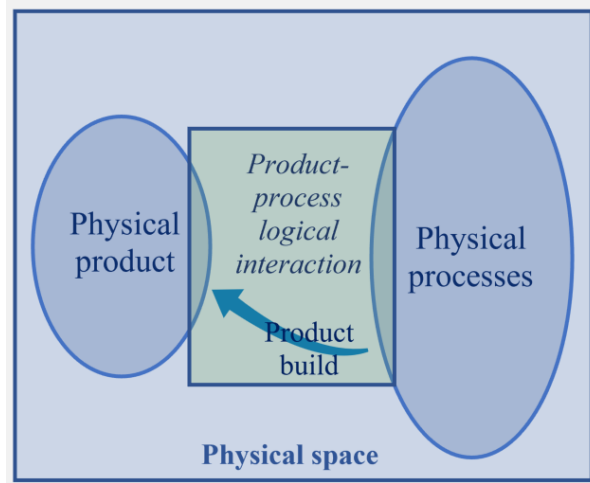 Physical
product
Product-
process
logical
interaction
Product
build
Physical
processes
Physical space